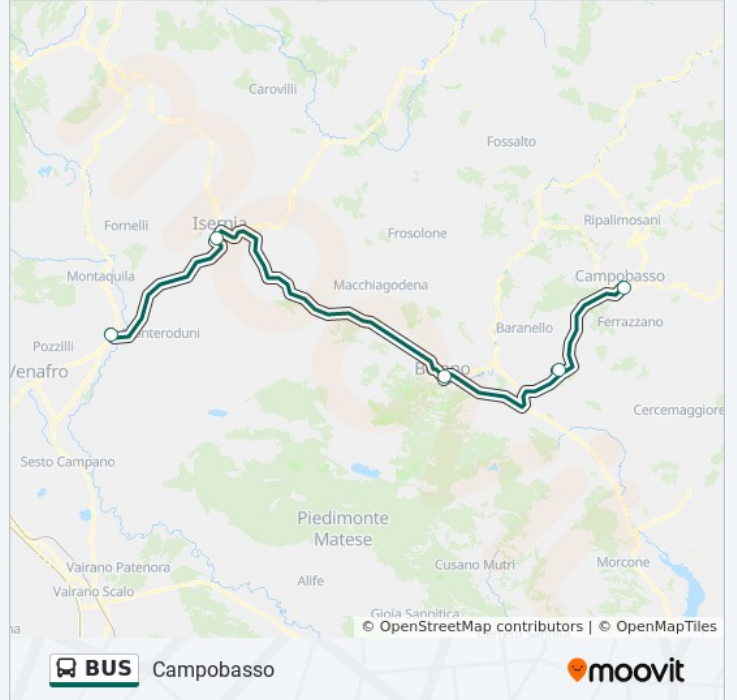 Carovilli
Fossalto
Fornelli
Isernia
Ripalimosani
Frosolone
Montaquila
Macchiagodena
Campobasso
Ferrazzano
Baranello
Pozzilli
Venafro
Cercemaggiore
Sesto Campano
Piedimonte
Matese
Vairano Patenora
Cusano Mutri
Morcone
Alife
Vairano Scalo
Gioia Sannitica
© OpenStreetMap contributors | © OpenMapTiles
BUS Campobasso
moovit